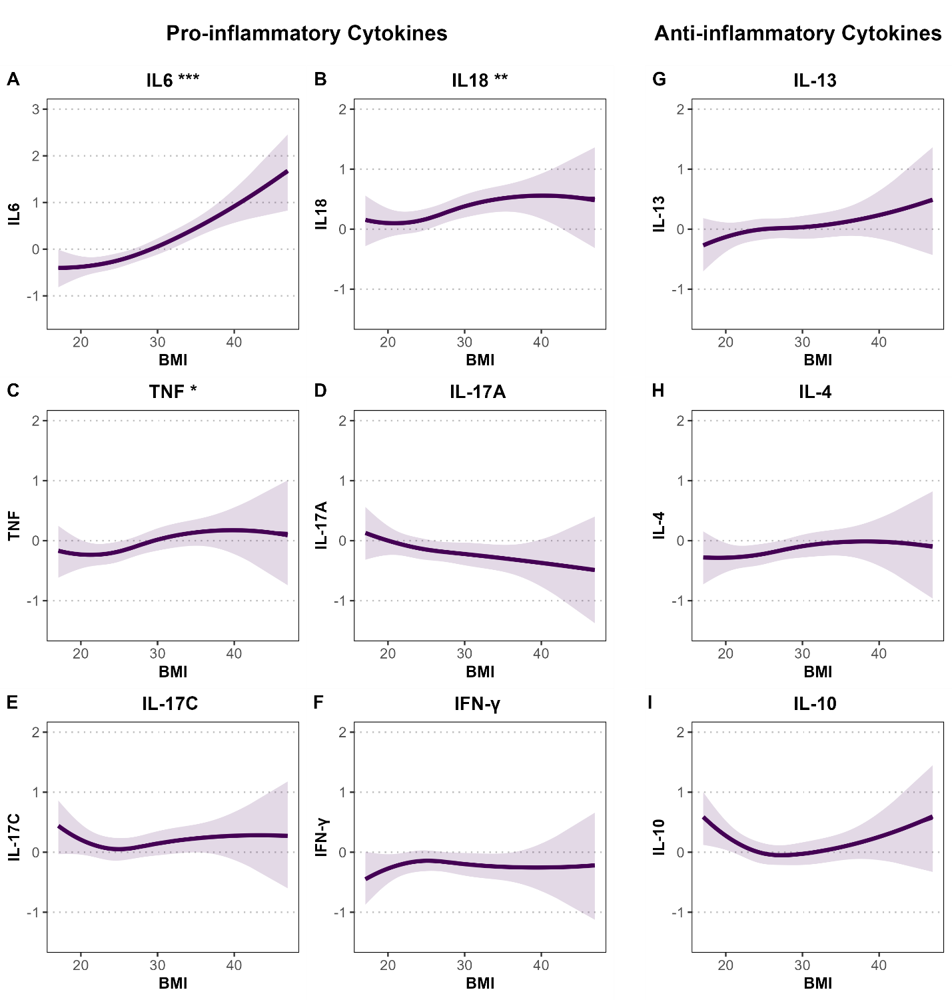 Pro-inflammatory Cytokines
Anti-inflammatory Cytokines
A
IL6 ***
IL6
3
2
1
0
-1
20 30 40
BMI
B
IL18 **
IL18
2
1
0
-1
20 30 40
BMI
G
IL-13
IL-13
2
1
0
-1
20 30 40
BMI
C
TNF *
TNF
2
1
0
-1
20 30 40
BMI
D
IL-17A
IL-17A
2
1
0
-1
20 30 40
BMI
H
IL-4
IL-4
2
1
0
-1
20 30 40
BMI
E
IL-17C
IL-17C
2
1
0
-1
20 30 40
BMI
F
IFN-γ
IFN-γ
2
1
0
-1
20 30 40
BMI
I
IL-10
IL-10
2
1
0
-1
20 30 40
BMI